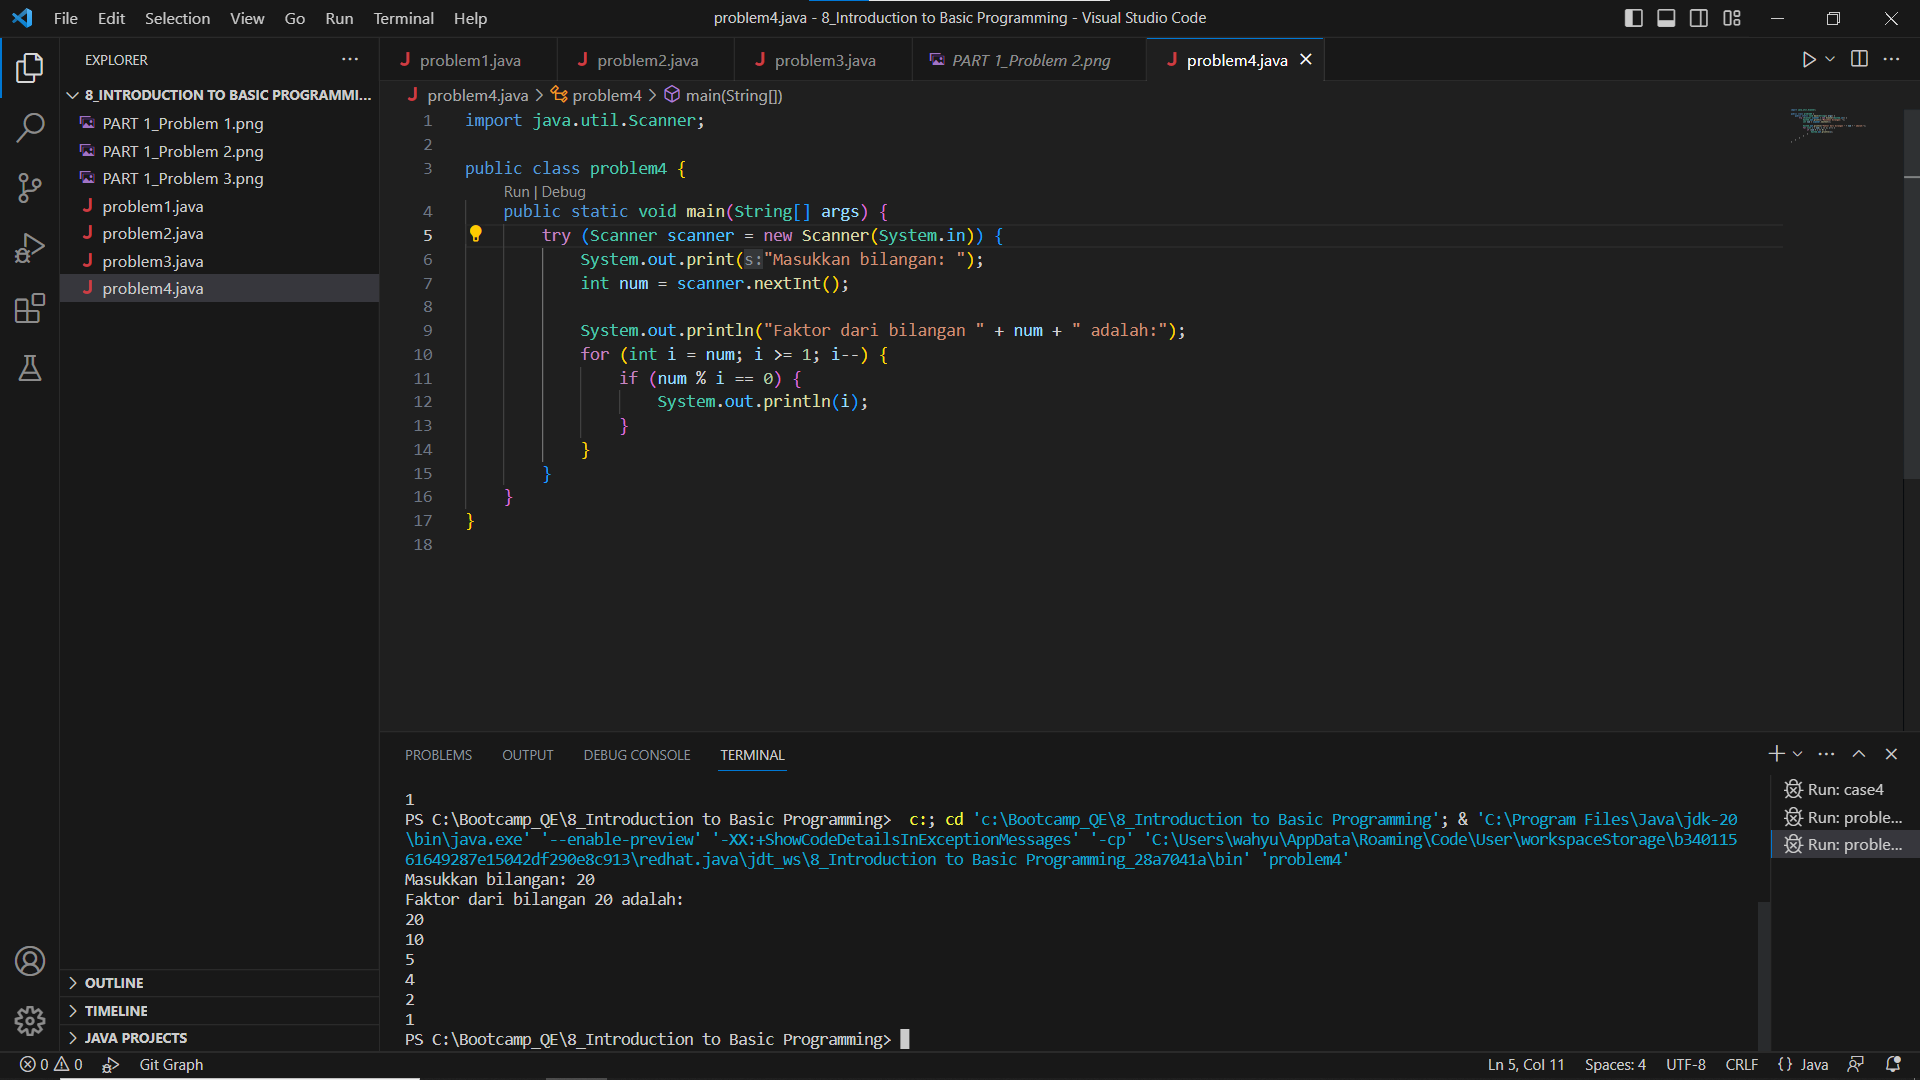 File Edit Selection View Go Run Terminal Help
problem4.java - 8_Introduction to Basic Programming - Visual Studio Code
EXPLORER
8_INTRODUCTION TO BASIC PROGRAMMI...
PART 1_Problem 1.png
PART 1_Problem 2.png
PART 1_Problem 3.png
J problem1.java
J problem2.java
J problem3.java
J problem4.java
OUTLINE
TIMELINE
JAVA PROJECTS
J problem1.java J problem2.java J problem3.java PART 1_Problem 2.png J problem4.java
J problem4.java > problem4 > main(String[])
1 import java.util.Scanner;
2
3 public class problem4 {
Run | Debug
4 public static void main(String[] args) {
5 try (Scanner scanner = new Scanner(System.in)) {
6 System.out.print(s:"Masukkan bilangan: ");
7 int num = scanner.nextInt();
8
9 System.out.println("Faktor dari bilangan " + num + " adalah:");
10 for (int i = num; i >= 1; i--) {
11 if (num % i == 0) {
12 System.out.println(i);
13 }
14 }
15 }
16 }
17 }
18
PROBLEMS OUTPUT DEBUG CONSOLE TERMINAL
1
PS C:\Bootcamp_QE\8_Introduction to Basic Programming>  c:; cd 'c:\Bootcamp_QE\8_Introduction to Basic Programming'; & 'C:\Program Files\Java\jdk-20
\bin\java.exe' '--enable-preview' '-XX:+ShowCodeDetailsInExceptionMessages' '-cp' 'C:\Users\wahyu\AppData\Roaming\Code\User\workspaceStorage\b340115
61649287e15042df290e8c913\redhat.java\jdt_ws\8_Introduction to Basic Programming_28a7041a\bin' 'problem4'
Masukkan bilangan: 20
Faktor dari bilangan 20 adalah:
20
10
5
4
2
1
PS C:\Bootcamp_QE\8_Introduction to Basic Programming>
Run: case4
Run: proble...
Run: proble...
0 0 Git Graph
Ln 5, Col 11 Spaces: 4 UTF-8 CRLF {} Java